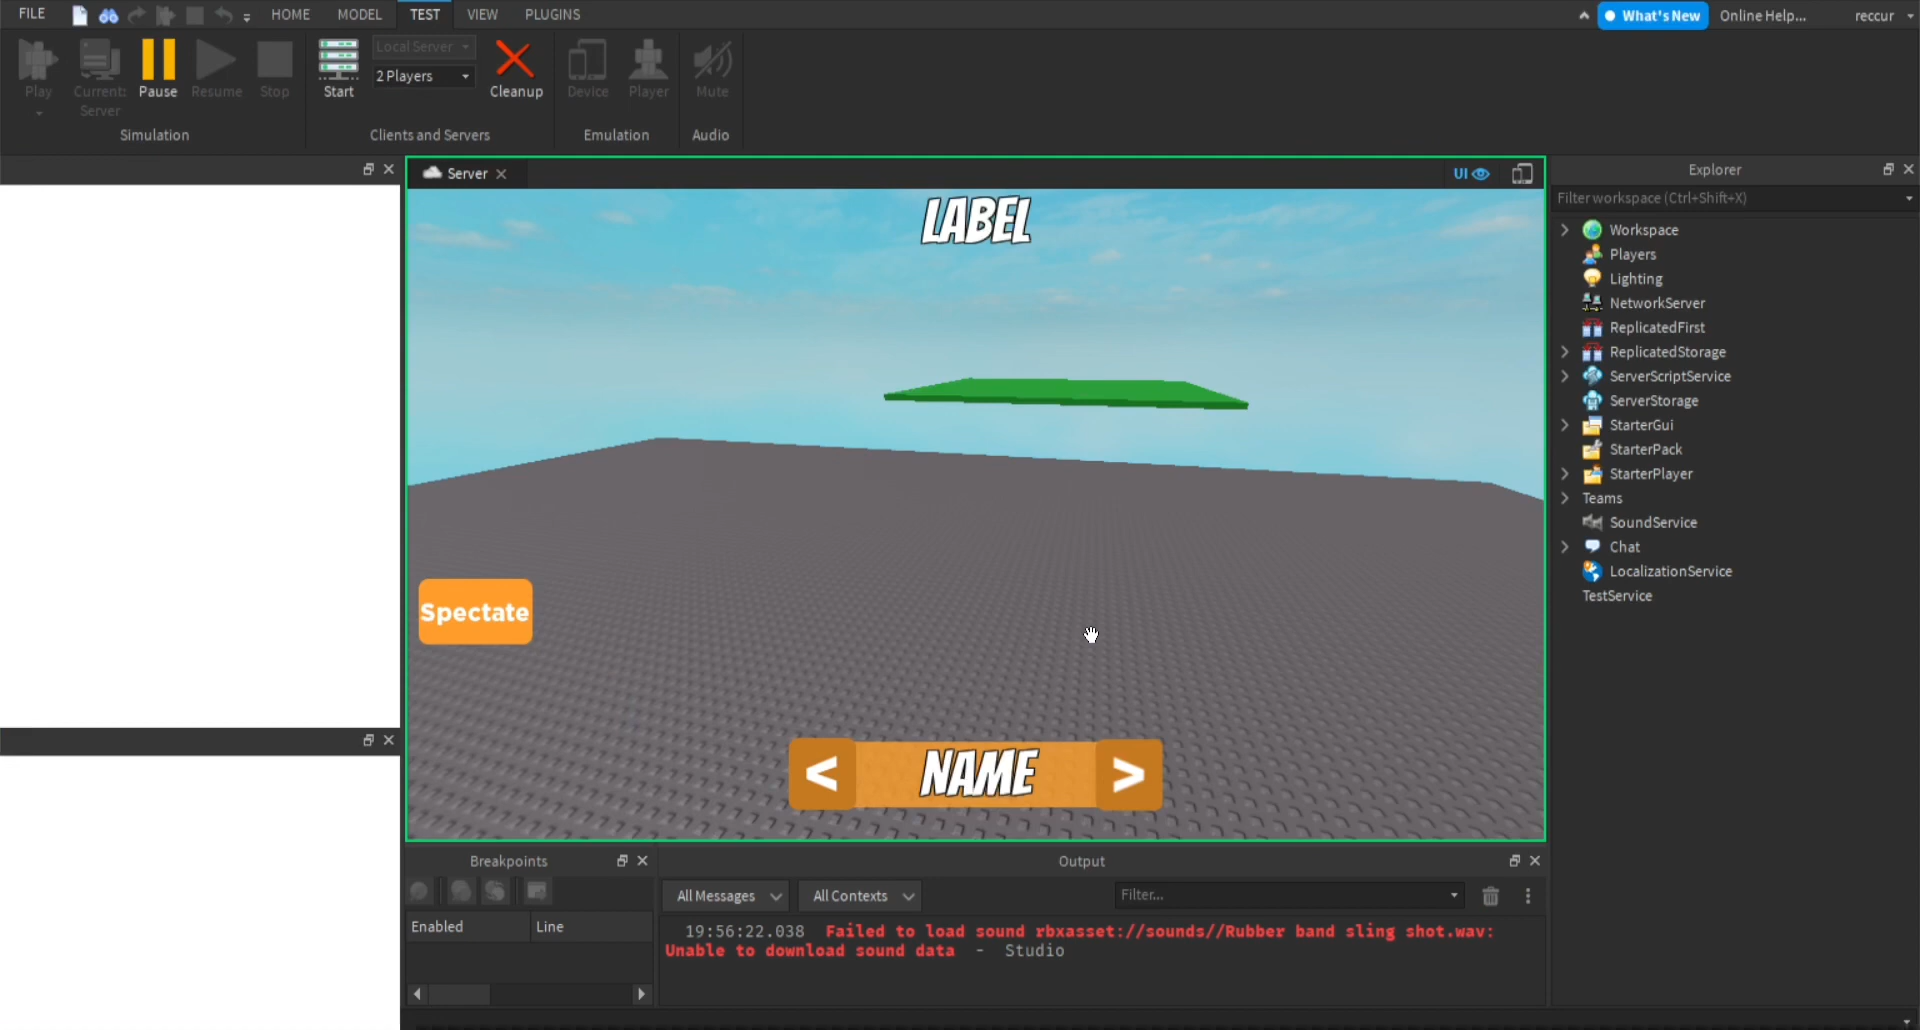 FILE HOME MODEL TEST VIEW PLUGINS What's New Online Help... reccur
Play Current: Server Pause Resume Stop Start Local Server 2 Players Cleanup Device Player Mute
Simulation Clients and Servers Emulation Audio
Server UI
LABEL
Spectate
< NAME >
Explorer
Filter workspace (Ctrl+Shift+X)
Workspace
Players
Lighting
NetworkServer
ReplicatedFirst
ReplicatedStorage
ServerScriptService
ServerStorage
StarterGui
StarterPack
StarterPlayer
Teams
SoundService
Chat
LocalizationService
TestService
Breakpoints
Enabled Line
Output
All Messages All Contexts Filter...
19:56:22.038 Failed to load sound rbxasset://sounds//Rubber band sling shot.wav:
Unable to download sound data - Studio